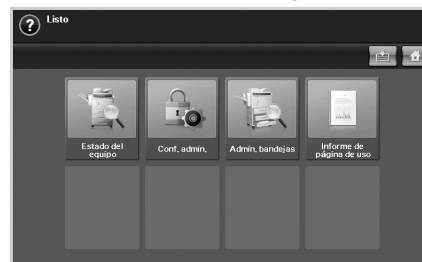 Listo
Estado del
equipo
Conf. admin.
Admin. bandejas
Informe de
página de uso